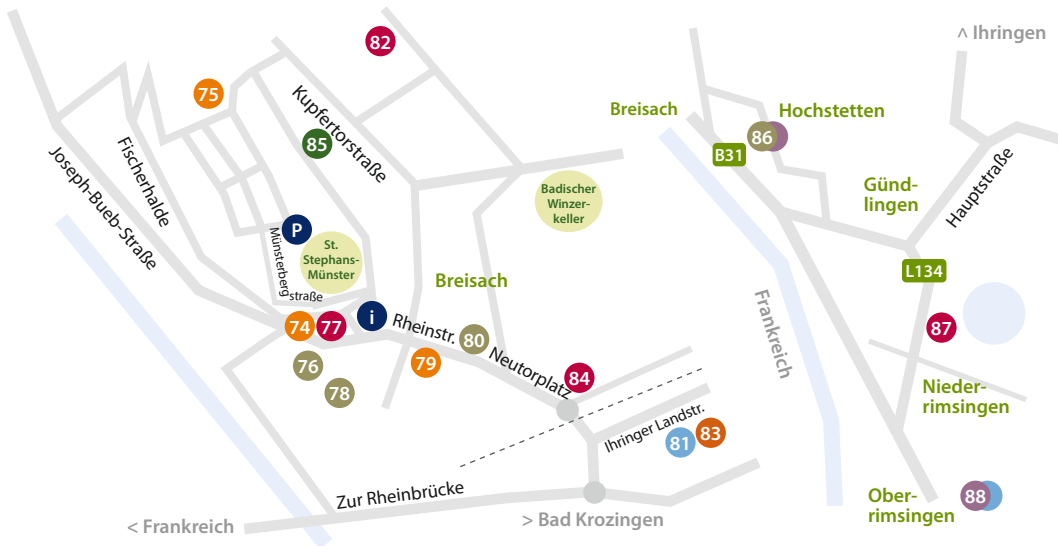 82
^ Ihringen
75
Kupfertorstraße
Breisach
Hochstetten
86
85
B31
Fischerhalde
Joseph-Bueb-Straße
Günd-
lingen
Hauptstraße
Badischer
Winzer-
keller
P
Münsterberg
straße
St.
Stephans-
Münster
Breisach
L134
74
77
i
Rheinstr.
80
Neutorplatz
79
76
78
84
Frankreich
87
Nieder-
rimsingen
Ihringer Landstr.
81
83
Zur Rheinbrücke
< Frankreich
> Bad Krozingen
Ober-
rimsingen
88